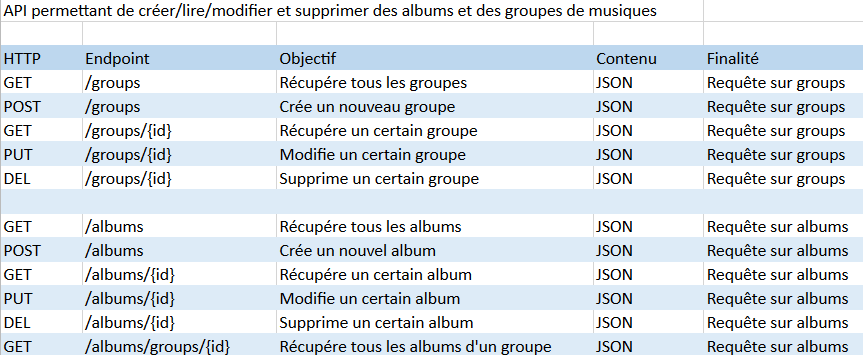 API permettant de créer/lire/modifier et supprimer des albums et des groupes de musiques
HTTP Endpoint Objectif Contenu Finalité
GET /groups Récupére tous les groupes JSON Requête sur groups
POST /groups Crée un nouveau groupe JSON Requête sur groups
GET /groups/{id} Récupére un certain groupe JSON Requête sur groups
PUT /groups/{id} Modifie un certain groupe JSON Requête sur groups
DEL /groups/{id} Supprime un certain groupe JSON Requête sur groups
GET /albums Récupére tous les albums JSON Requête sur albums
POST /albums Crée un nouvel album JSON Requête sur albums
GET /albums/{id} Récupére un certain album JSON Requête sur albums
PUT /albums/{id} Modifie un certain album JSON Requête sur albums
DEL /albums/{id} Supprime un certain album JSON Requête sur albums
GET /albums/groups/{id} Récupére tous les albums d'un groupe JSON Requête sur albums